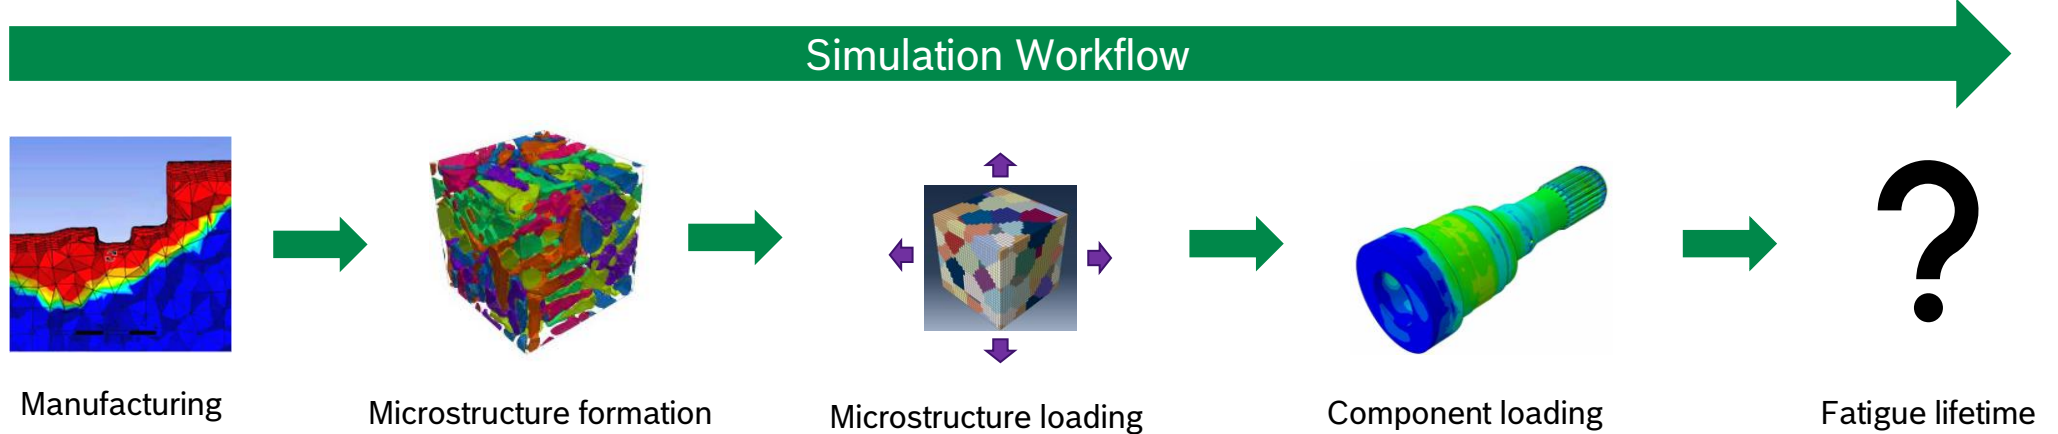 Simulation Workflow
Manufacturing
Microstructure formation
Microstructure loading
Component loading
Fatigue lifetime
?